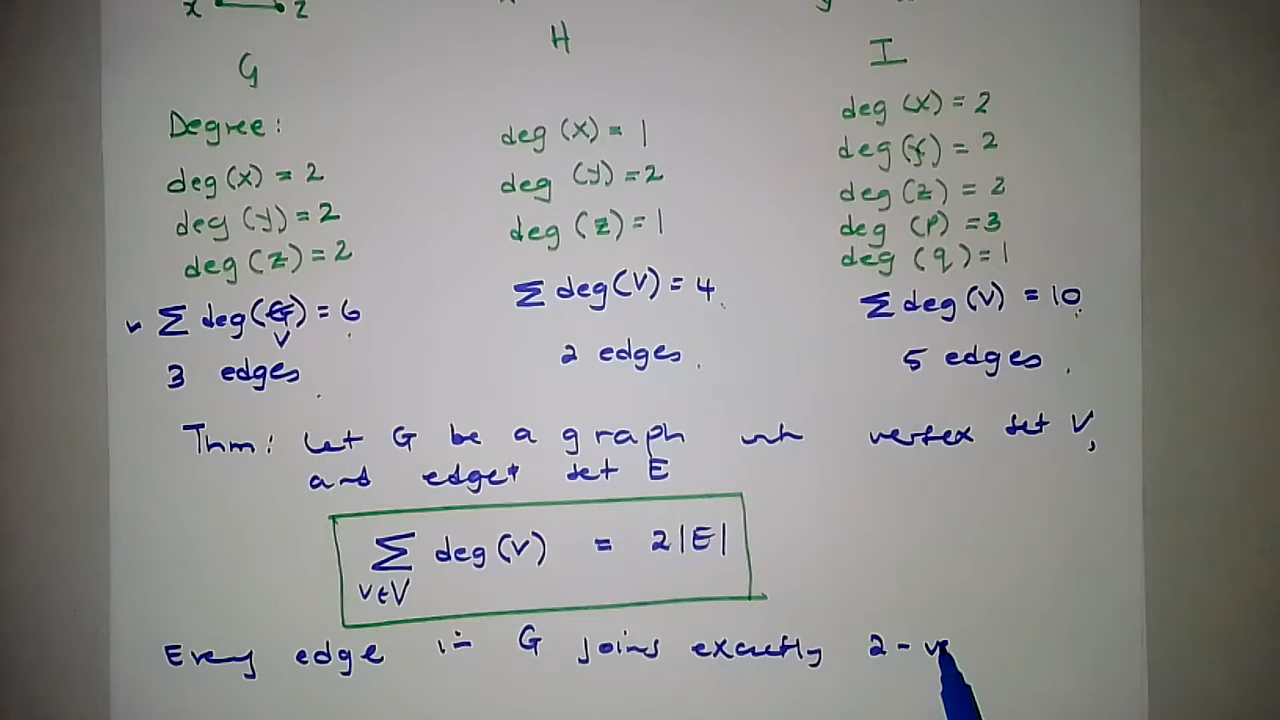 x z
y
G
H
I
Degree:
deg (x) = 2
deg (y) = 2
deg (z) = 2
Σ deg(v) = 6
3 edges
deg (x) = 1
deg (y) = 2
deg (z) = 1
Σ deg(v) = 4
2 edges.
deg (x) = 2
deg (y) = 2
deg (z) = 2
deg (p) = 3
deg (q) = 1
Σ deg(v) = 10
5 edges.
Thm: Let G be a graph with vertex set V,
and edge set E
Σ deg(v) = 2|E|
v∈V
Every edge in G joins exactly 2 - ve